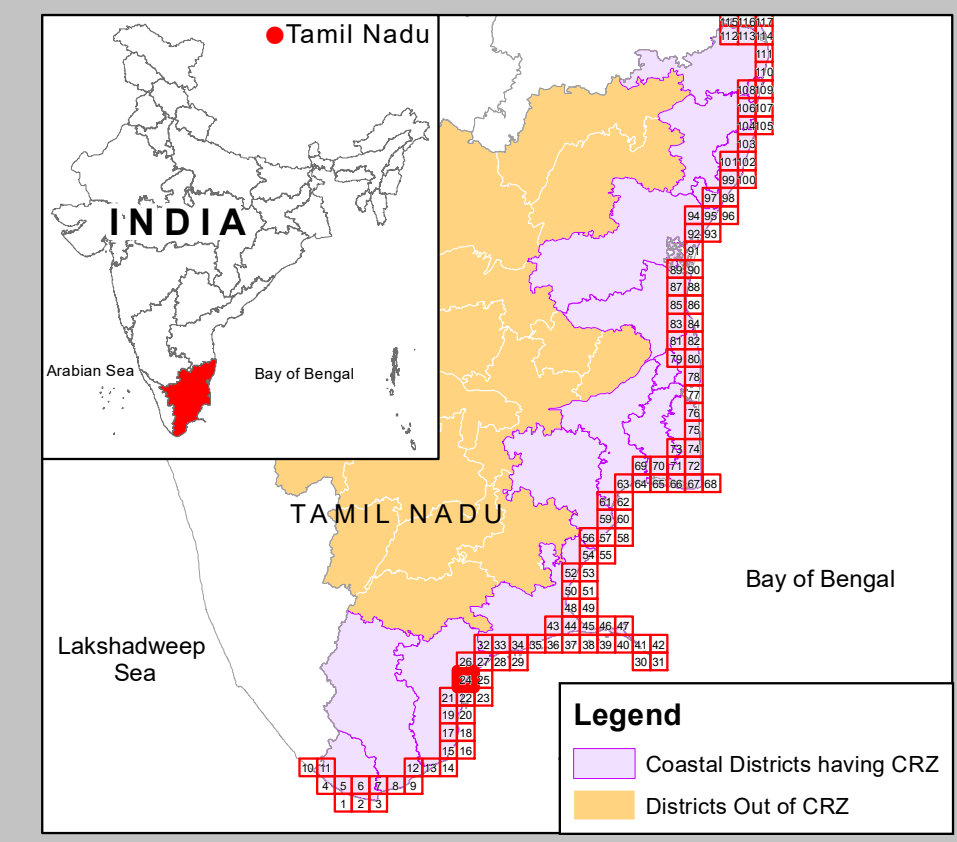 Tamil Nadu
INDIA
Arabian Sea
Bay of Bengal
115 116 117
112 113 114
111
110
108 109
106 107
104 105
103
101 102
99 100
97 98
94 95 96
92 93
91
89 90
87 88
85 86
83 84
81 82
79 80
78
77
76
75
73 74
69 70 71 72
63 64 65 66 67 68
61 62
TAMIL NADU
59 60
56 57 58
54 55
52 53
Bay of Bengal
50 51
48 49
43 44 45 46 47
Lakshadweep
Sea
32 33 34 35 36 37 38 39 40 41 42
26 27 28 29 30 31
24 25
21 22 23
19 20
17 18
15 16
10 11 12 13 14
4 5 6 7 8 9
1 2 3
Legend
Coastal Districts having CRZ
Districts Out of CRZ